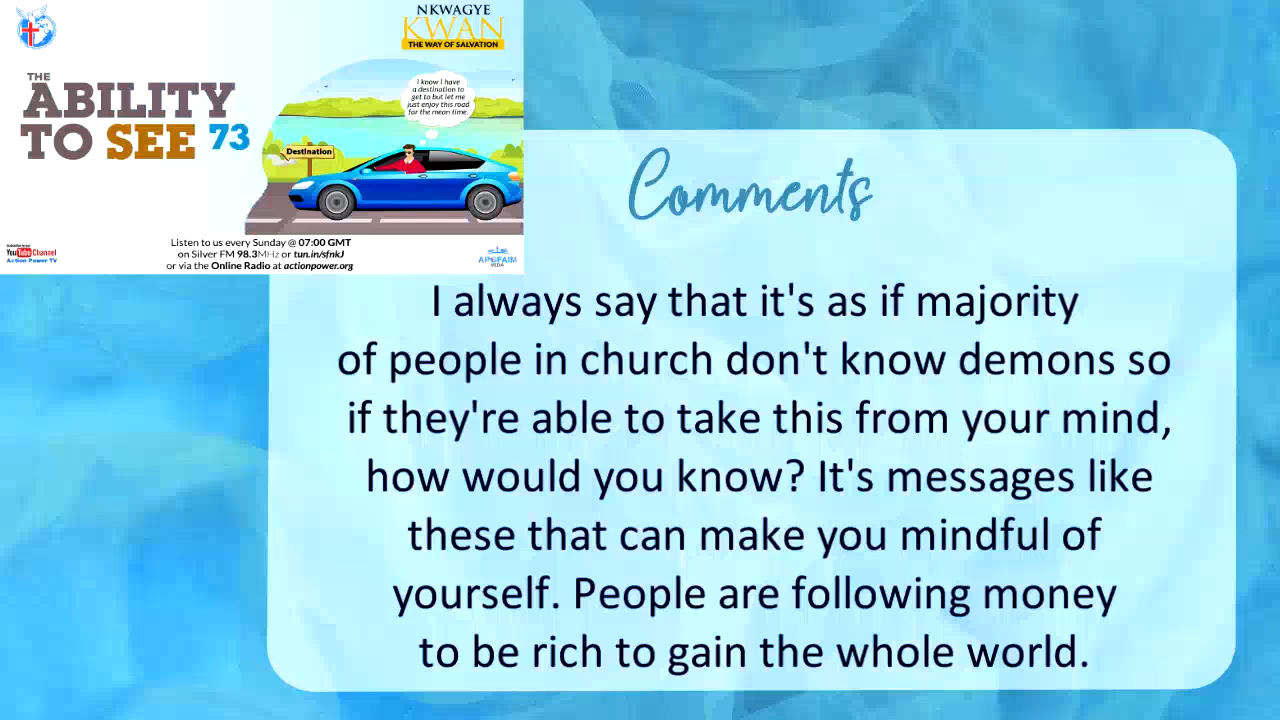 NKWAGYE
KWAN
THE WAY OF SALVATION
THE
ABILITY
TO SEE 73
I know I have
a destination to
get to but let me
just enjoy this road
for the mean time.
Destination
Listen to us every Sunday @ 07:00 GMT
on Silver FM 98.3MHz or tun.in/sfnkJ
or via the Online Radio at actionpower.org
YouTube Channel
Action Power TV
APOFAIM
MEDIA
Comments
I always say that it's as if majority
of people in church don't know demons so
if they're able to take this from your mind,
how would you know? It's messages like
these that can make you mindful of
yourself. People are following money
to be rich to gain the whole world.